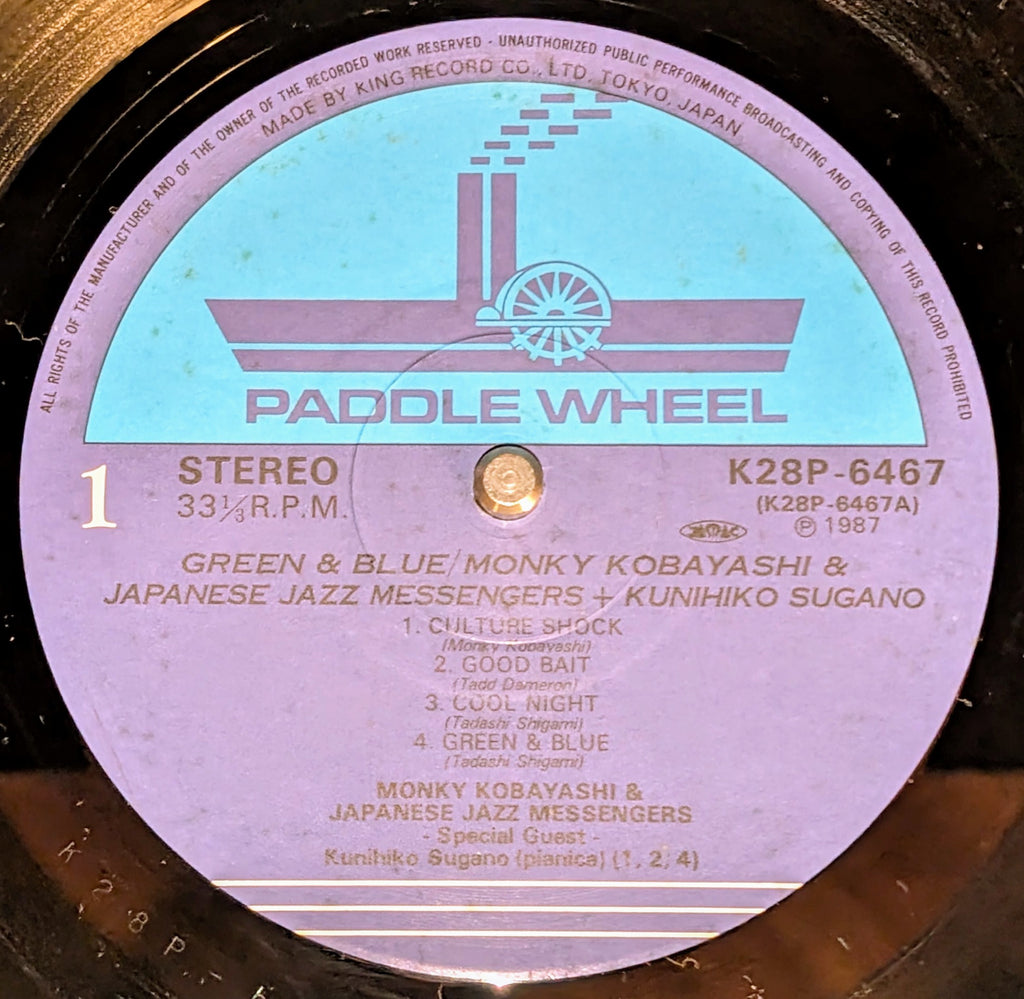 ALL RIGHTS OF THE MANUFACTURER AND OF THE OWNER OF THE RECORDED WORK RESERVED · UNAUTHORIZED PUBLIC PERFORMANCE BROADCASTING AND COPYING OF THIS RECORD PROHIBITED
MADE BY KING RECORD CO., LTD. TOKYO, JAPAN
PADDLE WHEEL
1
STEREO
33⅓ R.P.M.
K28P-6467
(K28P-6467A)
Ⓟ 1987
GREEN & BLUE/MONKY KOBAYASHI &
JAPANESE JAZZ MESSENGERS + KUNIHIKO SUGANO
1. CULTURE SHOCK
(Monky Kobayashi)
2. GOOD BAIT
(Tadd Dameron)
3. COOL NIGHT
(Tadashi Shigami)
4. GREEN & BLUE
(Tadashi Shigami)
MONKY KOBAYASHI &
JAPANESE JAZZ MESSENGERS
- Special Guest -
Kunihiko Sugano (pianica) (1, 2, 4)
K28P-